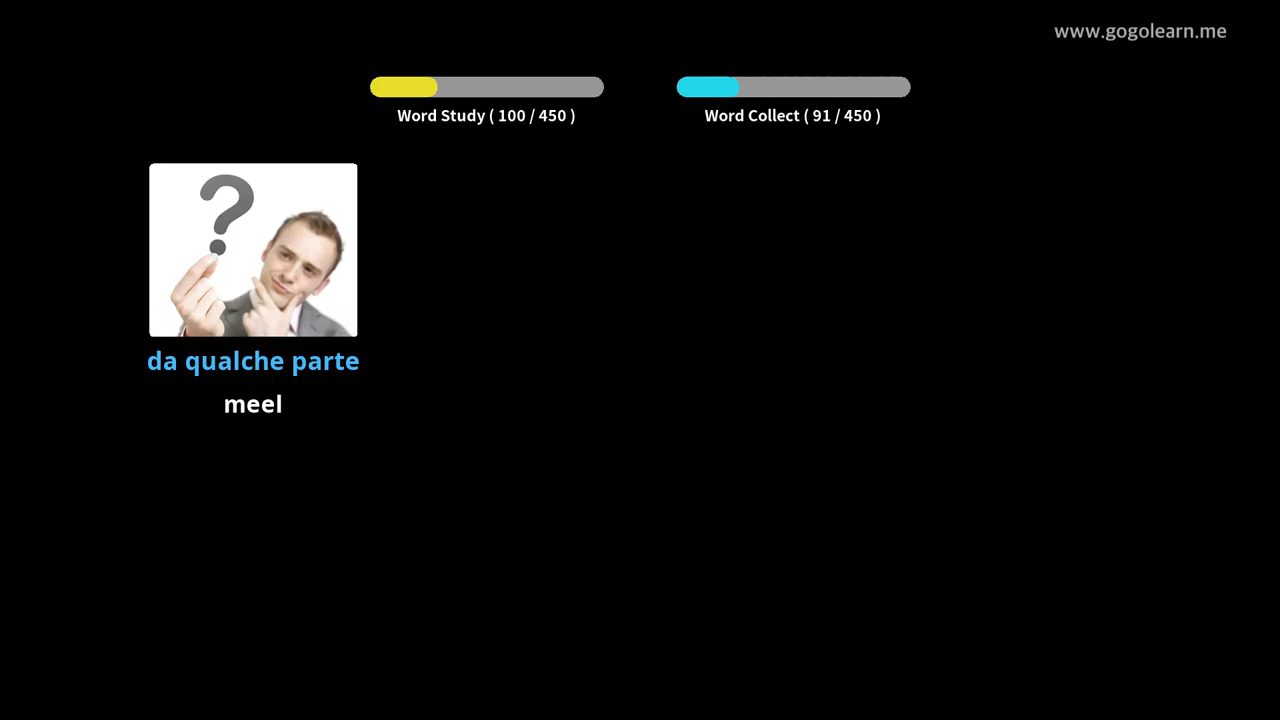 www.gogolearn.me
Word Study ( 100 / 450 )
Word Collect ( 91 / 450 )
?
da qualche parte
meel